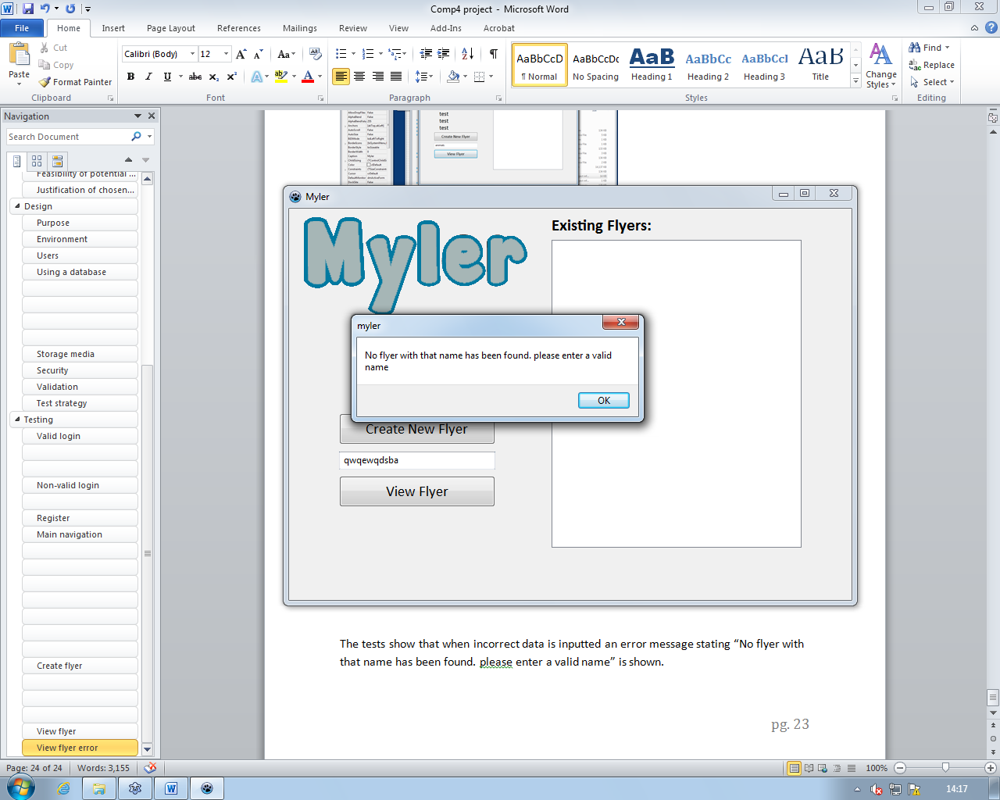 Comp4 project - Microsoft Word
File Home Insert Page Layout References Mailings Review View Add-Ins Acrobat
Paste
Cut
Copy
Format Painter
Clipboard
Calibri (Body) 12
Font
Paragraph
AaBbCcD AaBbCcDc AaB AaBbCc AaBbCcI AaB
¶ Normal No Spacing Heading 1 Heading 2 Heading 3 Title
Change Styles
Styles
Find
Replace
Select
Editing
Navigation
Search Document
Feasibility of potential ...
Justification of chosen...
Design
Purpose
Environment
Users
Using a database
Storage media
Security
Validation
Test strategy
Testing
Valid login
Non-valid login
Register
Main navigation
Create flyer
View flyer
View flyer error
test
test
test
Create New Flyer
animals
View Flyer
Myler
Myler
Existing Flyers:
myler
No flyer with that name has been found. please enter a valid
name
OK
Create New Flyer
qwqewqdsba
View Flyer
The tests show that when incorrect data is inputted an error message stating “No flyer with
that name has been found. please enter a valid name” is shown.
pg. 23
Page: 24 of 24 Words: 3,155
100%
14:17